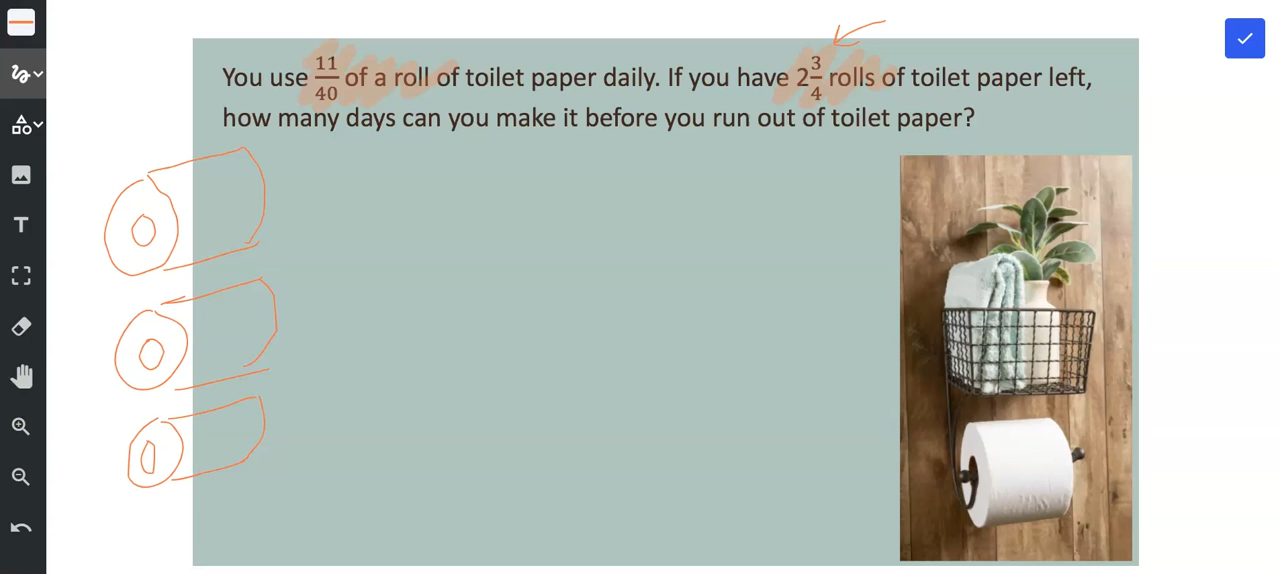 You use 11/40 of a roll of toilet paper daily. If you have 2 3/4 rolls of toilet paper left,
how many days can you make it before you run out of toilet paper?
T